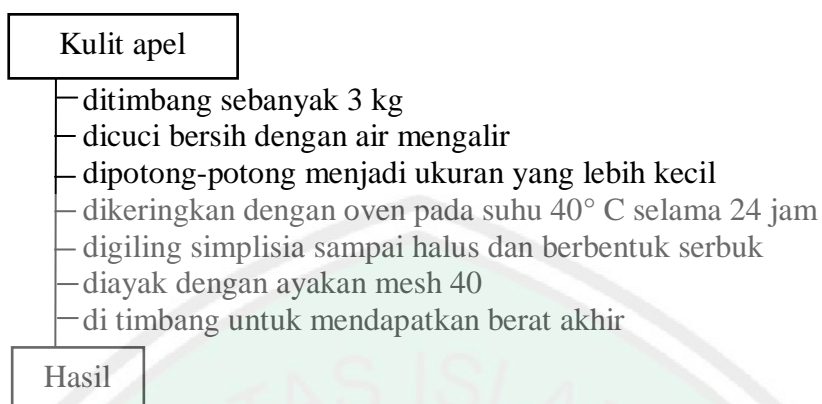 Kulit apel
ditimbang sebanyak 3 kg
dicuci bersih dengan air mengalir
dipotong-potong menjadi ukuran yang lebih kecil
dikeringkan dengan oven pada suhu 40° C selama 24 jam
digiling simplisia sampai halus dan berbentuk serbuk
diayak dengan ayakan mesh 40
di timbang untuk mendapatkan berat akhir
Hasil